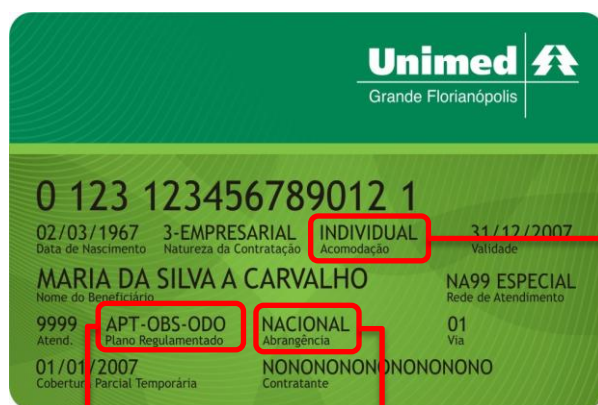 Unimed
Grande Florianópolis
0 123 123456789012 1
02/03/1967 3-EMPRESARIAL INDIVIDUAL 31/12/2007
Data de Nascimento Natureza da Contratação Acomodação Validade
MARIA DA SILVA A CARVALHO NA99 ESPECIAL
Nome do Beneficiário Rede de Atendimento
9999 APT-OBS-ODO NACIONAL 01
Atend. Plano Regulamentado Abrangência Via
01/01/2007 NONONONONONONONONO
Cobertura Parcial Temporária Contratante